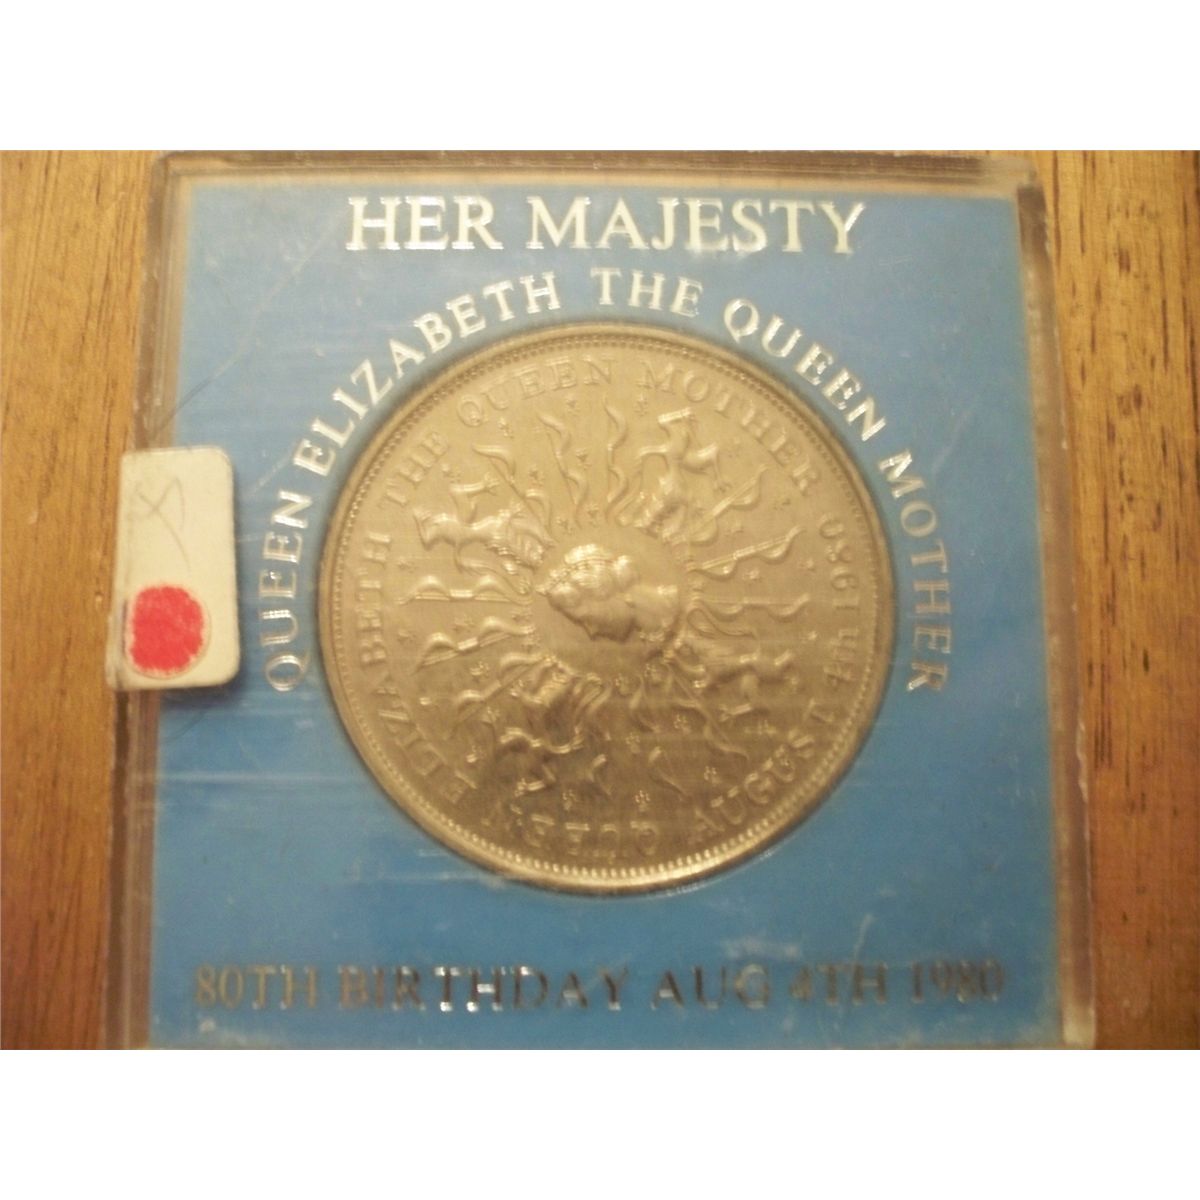 HER MAJESTY
QUEEN ELIZABETH THE QUEEN MOTHER
QUEEN ELIZABETH THE QUEEN MOTHER AUGUST 4th 1980
80TH BIRTHDAY AUG 4TH 1980